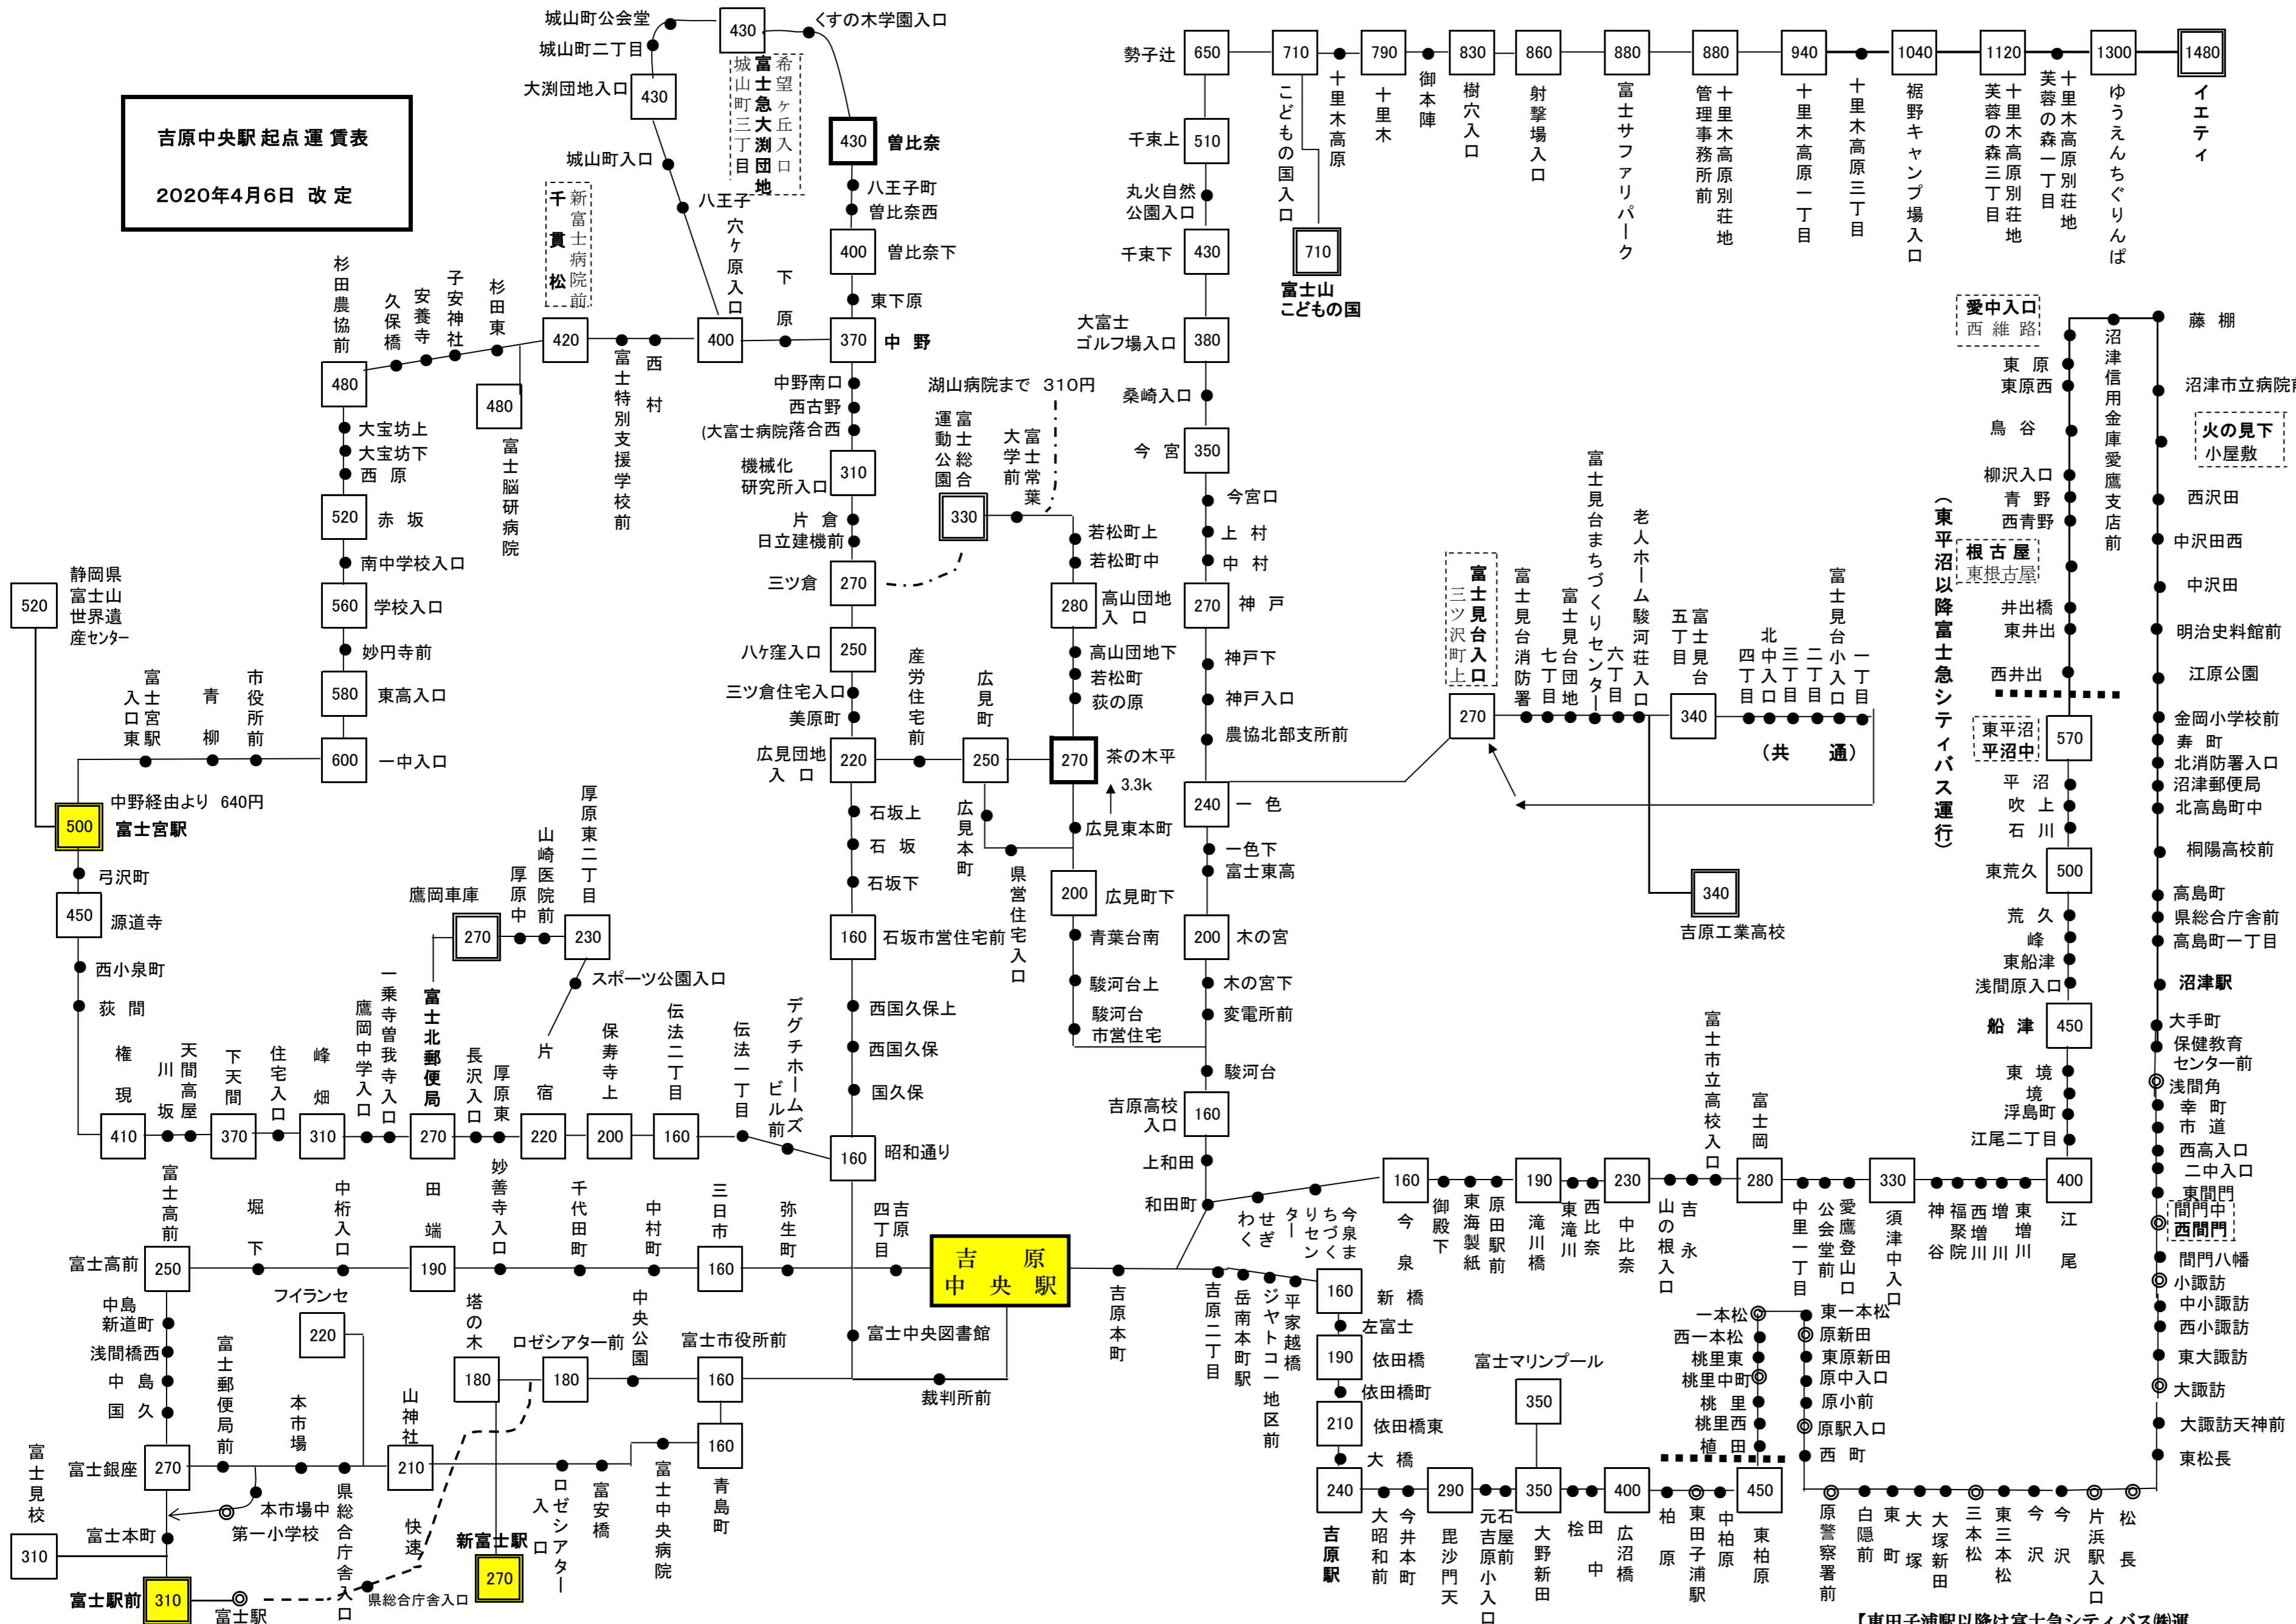 吉原中央駅 起点 運 賃表
2020年4月6日 改 定
城山町公会堂
城山町二丁目
大渕団地入口
430
城山町入口
八王子
430
くすの木学園入口
希望ヶ丘入口
富士急大渕団地
城山町三丁目
430
曽比奈
八王子町
曽比奈西
400
曽比奈下
東下原
370
中 野
下 原
穴ヶ原入口
400
西 村
富士特別支援学校前
新富士病院前
千 貫 松
420
杉田東
子安神社
安養寺
久保橋
480
富士脳研病院
杉田農協前
480
大宝坊上
大宝坊下
西 原
520
赤 坂
南中学校入口
560
学校入口
妙円寺前
580
東高入口
600
一中入口
市役所前
青 柳
富士宮駅
入口東
520
静岡県
富士山
世界遺
産センター
中野経由より 640円
500
富士宮駅
弓沢町
450
源道寺
西小泉町
荻 間
権 現
410
川 坂
天間高屋
下天間
370
住宅入口
峰 畑
310
鷹岡中学入口
一乗寺曽我寺入口
富士北郵便局
270
長沢入口
厚原東
片 宿
220
保寿寺上
200
伝法二丁目
160
伝法一丁目
デグチホームズ
ビル前
昭和通り
160
鷹岡車庫
270
厚原中
山崎医院前
厚原東二丁目
230
スポーツ公園入口
中野南口
西古野
(大富士病院)落合西
機械化
研究所入口
310
片 倉
日立建機前
三ツ倉
270
八ケ窪入口
250
三ツ倉住宅入口
美原町
広見団地
入 口
220
石坂上
石 坂
石坂下
160
石坂市営住宅前
西国久保上
西国久保
国久保
湖山病院まで 310円
富士総合
運動公園
330
富士常葉
大学前
若松町上
若松町中
280
高山団地
入 口
高山団地下
若松町
荻の原
産労住宅前
広見町
250
270
茶の木平
3.3k
広見東本町
広見本町
県営住宅入口
200
広見町下
青葉台南
駿河台上
駿河台
市営住宅
勢子辻
650
千束上
510
丸火自然
公園入口
千束下
430
大富士
ゴルフ場入口
380
桑崎入口
今 宮
350
今宮口
上 村
中 村
270
神 戸
神戸下
神戸入口
農協北部支所前
240
一 色
一色下
富士東高
200
木の宮
木の宮下
変電所前
駿河台
吉原高校
入口
160
上和田
和田町
710
こどもの国入口
710
富士山
こどもの国
十里木高原
790
十里木
御本陣
830
樹穴入口
860
射撃場入口
880
富士サファリパーク
880
十里木高原別荘地
管理事務所前
940
十里木高原一丁目
十里木高原三丁目
1040
裾野キャンプ場入口
1120
十里木高原別荘地
芙蓉の森三丁目
十里木高原別荘地
芙蓉の森一丁目
1300
ゆうえんちぐりんぱ
1480
イエティ
富士見台入口
三ツ沢町上
270
富士見台消防署
七丁目
富士見台団地
富士見台まちづくりセンター
六丁目
老人ホーム駿河荘入口
富士見台
五丁目
340
四丁目
北中入口
三丁目
二丁目
富士見台小入口
一丁目
(共 通)
340
吉原工業高校
(東平沼以降富士急シティバス運行)
愛中入口
西 維 路
東 原
東原西
鳥 谷
柳沢入口
青 野
西青野
根 古 屋
東根古屋
井出橋
東井出
西井出
東平沼
平沼中
570
平 沼
吹 上
石 川
東荒久
500
荒 久
峰
東船津
浅間原入口
船 津
450
東 境
境
浮島町
江尾二丁目
400
江 尾
沼津信用金庫愛鷹支店前
藤 棚
沼津市立病院前
火の見下
小屋敷
西沢田
中沢田西
中沢田
明治史料館前
江原公園
金岡小学校前
寿 町
北消防署入口
沼津郵便局
北高島町中
桐陽高校前
高島町
県総合庁舎前
高島町一丁目
沼津駅
大手町
保健教育
センター前
浅間角
幸 町
市 道
西高入口
二中入口
東間門
間門中
西間門
間門八幡
小諏訪
中小諏訪
西小諏訪
東大諏訪
大諏訪
大諏訪天神前
東松長
わく
せぎ
今泉ま
ちづく
りセン
ター
160
今 泉
御殿下
東海製紙
原田駅前
190
滝川橋
東滝川
西比奈
230
中比奈
山の根入口
吉 永
富士市立高校入口
富士岡
280
中里一丁目
公会堂前
愛鷹登山口
330
須津中入口
神 谷
福聚院
西増川
増 川
東増川
富士高前
富士高前
250
堀 下
中桁入口
田 端
190
妙善寺入口
千代田町
中村町
三日市
160
弥生町
吉原
四丁目
吉 原
中 央 駅
吉原本町
吉原二丁目
岳南本町駅
ジヤトコ一地区前
平家越橋
160
新 橋
左富士
190
依田橋
依田橋町
210
依田橋東
大 橋
240
吉原駅
大昭和前
今井本町
290
毘沙門天
元吉原小入口
石屋前
富士マリンプール
350
350
大野新田
桧
田 中
400
広沼橋
柏 原
東田子浦駅
中柏原
450
東柏原
一本松
西一本松
桃里東
桃里中町
桃 里
桃里西
植 田
東一本松
原新田
東原新田
原中入口
原小前
原駅入口
西 町
原警察署前
白隠前
東 町
大 塚
大塚新田
三本松
東三本松
今 沢
今 沢
片浜駅入口
松 長
中島
新道町
浅間橋西
中 島
国 久
富士銀座
270
富士本町
富士見校
310
富士駅前
310
富士駅
富士郵便局前
本市場
県総合庁舎入口
本市場中
第一小学校
フイランセ
220
山神社
210
快速
県総合庁舎入口
塔の木
180
新富士駅
270
ロゼシアター前
180
中央公園
富士市役所前
160
160
青島町
富士中央病院
富安橋
ロゼシアター
入口
富士中央図書館
裁判所前
【東田子浦駅以降は富士急シティバス㈱運